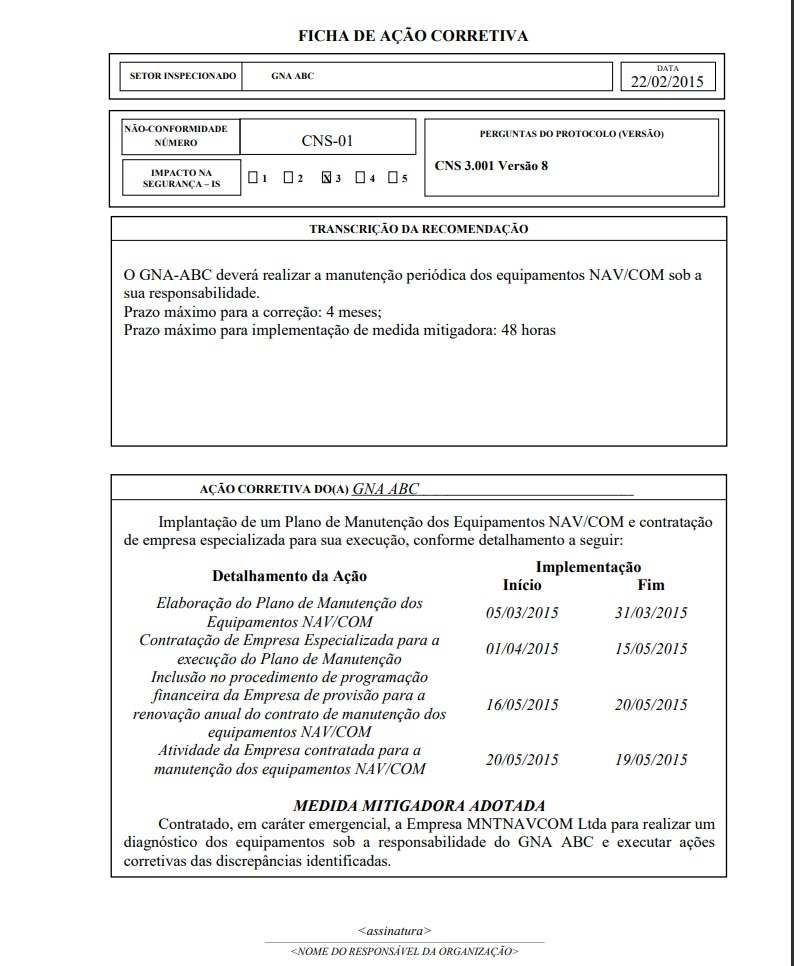 FICHA DE AÇÃO CORRETIVA
SETOR INSPECIONADO GNA ABC
DATA
22/02/2015
NÃO-CONFORMIDADE
NÚMERO
CNS-01
PERGUNTAS DO PROTOCOLO (VERSÃO)
CNS 3.001 Versão 8
IMPACTO NA
SEGURANÇA – IS
☐ 1 ☐ 2 ☒ 3 ☐ 4 ☐ 5
TRANSCRIÇÃO DA RECOMENDAÇÃO
O GNA-ABC deverá realizar a manutenção periódica dos equipamentos NAV/COM sob a
sua responsabilidade.
Prazo máximo para a correção: 4 meses;
Prazo máximo para implementação de medida mitigadora: 48 horas
AÇÃO CORRETIVA DO(A) GNA ABC
Implantação de um Plano de Manutenção dos Equipamentos NAV/COM e contratação
de empresa especializada para sua execução, conforme detalhamento a seguir:
Detalhamento da Ação
Implementação
Início Fim
Elaboração do Plano de Manutenção dos
Equipamentos NAV/COM
05/03/2015 31/03/2015
Contratação de Empresa Especializada para a
execução do Plano de Manutenção
01/04/2015 15/05/2015
Inclusão no procedimento de programação
financeira da Empresa de provisão para a
renovação anual do contrato de manutenção dos
equipamentos NAV/COM
16/05/2015 20/05/2015
Atividade da Empresa contratada para a
manutenção dos equipamentos NAV/COM
20/05/2015 19/05/2015
MEDIDA MITIGADORA ADOTADA
Contratado, em caráter emergencial, a Empresa MNTNAVCOM Ltda para realizar um
diagnóstico dos equipamentos sob a responsabilidade do GNA ABC e executar ações
corretivas das discrepâncias identificadas.
<assinatura>
<NOME DO RESPONSÁVEL DA ORGANIZAÇÃO>